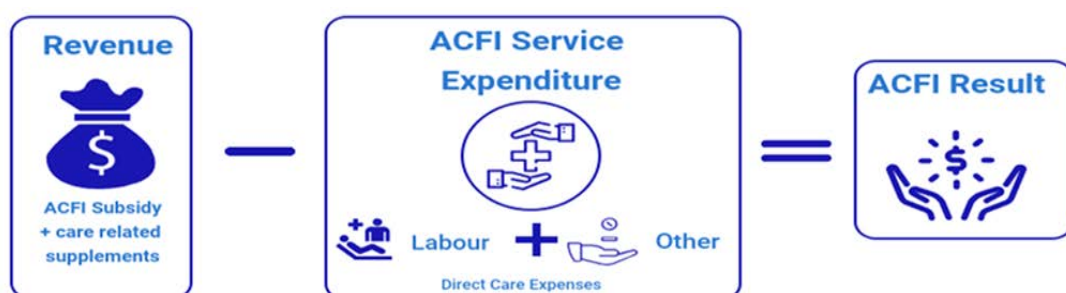 Revenue
$
ACFI Subsidy
+ care related
supplements
—
ACFI Service
Expenditure
Labour + Other
Direct Care Expenses
=
ACFI Result
$